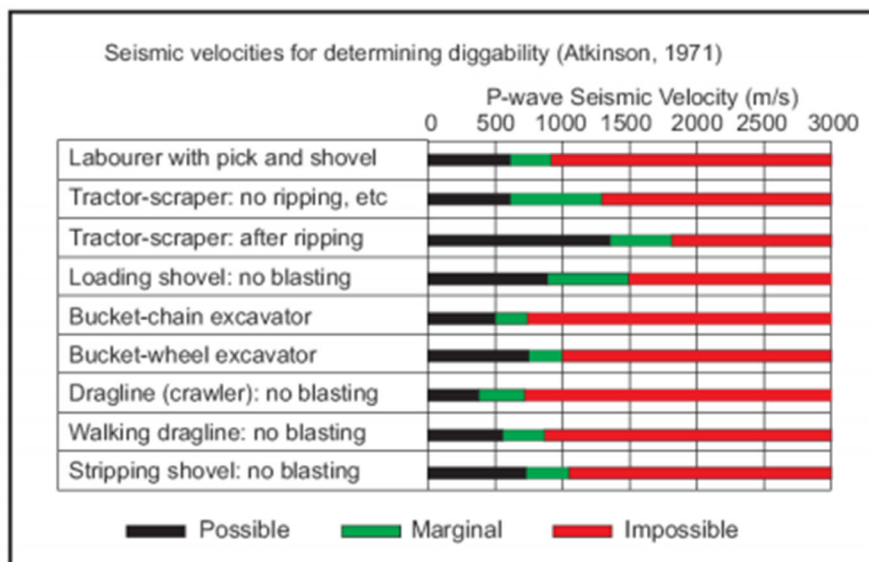 Seismic velocities for determining diggability (Atkinson, 1971)
P-wave Seismic Velocity (m/s)
0 500 1000 1500 2000 2500 3000
Labourer with pick and shovel
Tractor-scraper: no ripping, etc
Tractor-scraper: after ripping
Loading shovel: no blasting
Bucket-chain excavator
Bucket-wheel excavator
Dragline (crawler): no blasting
Walking dragline: no blasting
Stripping shovel: no blasting
Possible Marginal Impossible